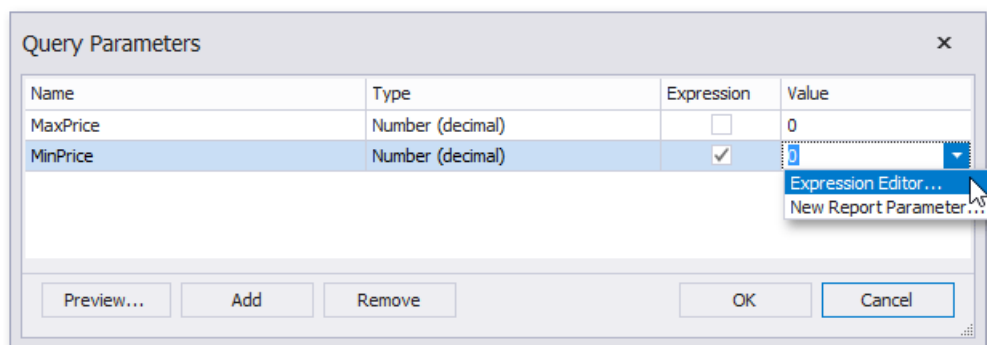 Query Parameters
Name Type Expression Value
MaxPrice Number (decimal) 0
MinPrice Number (decimal) 0
Expression Editor...
New Report Parameter...
Preview... Add Remove OK Cancel